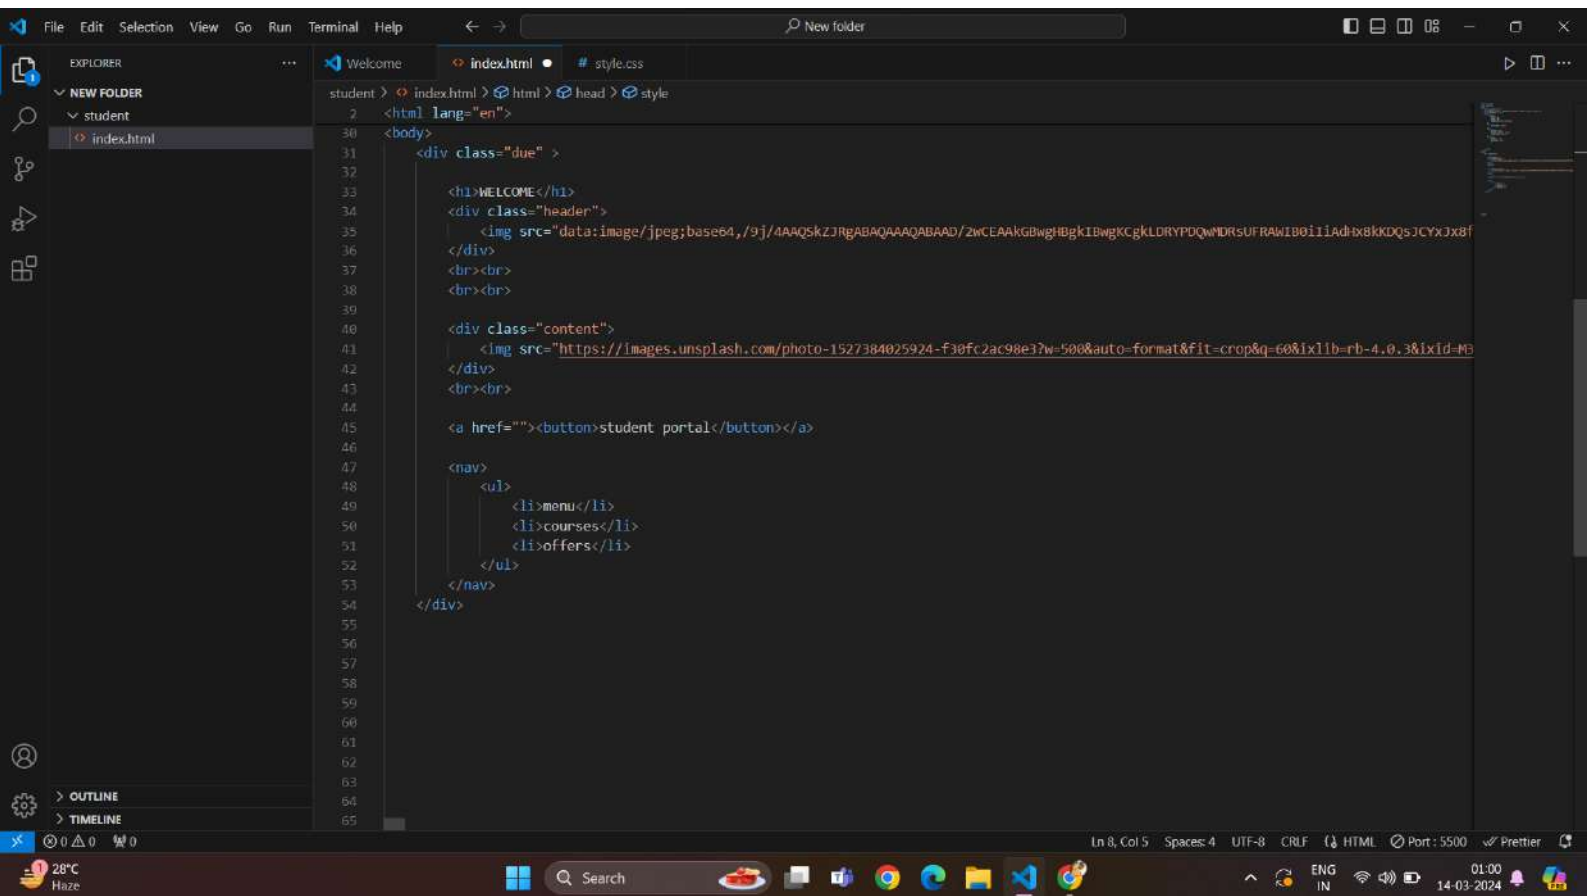 File Edit Selection View Go Run Terminal Help
New folder
EXPLORER
Welcome
index.html
# style.css
NEW FOLDER
student
index.html
student > index.html > html > head > style
2 <html lang="en">
30 <body>
31 <div class="due" >
32
33 <h1>WELCOME</h1>
34 <div class="header">
35 <img src="data:image/jpeg;base64,
36 </div>
37 <br><br>
38 <br><br>
39
40 <div class="content">
41 <img src="https://images.unsplash.com/photo-1527384025924-f30fc2ac98e3?w=500&auto=format&fit=crop&q=60&ixlib=rb-4.0.3&ixid=M3
42 </div>
43 <br><br>
44
45 <a href=""><button>student portal</button></a>
46
47 <nav>
48 <ul>
49 <li>menu</li>
50 <li>courses</li>
51 <li>offers</li>
52 </ul>
53 </nav>
54 </div>
55
56
57
58
59
60
61
62
63
64
65
OUTLINE
TIMELINE
0 0 0
Ln 8, Col 5 Spaces: 4 UTF-8 CRLF HTML Port : 5500 Prettier
1
28°C
Haze
Search
ENG
IN
01:00
14-03-2024